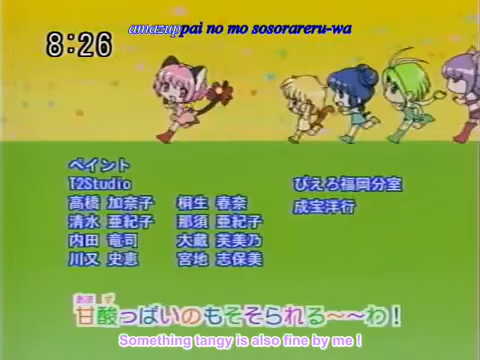 amazuppai no mo sosorareru-wa
8:26
ペイント
T2Studio
高橋 加奈子 桐生 春奈 ぴえろ福岡分室
清水 亜紀子 那須 亜紀子 成宝洋行
内田 竜司 大蔵 芙美乃
川又 史恵 宮地 志保美
あま ず
甘酸っぱいのもそそられる〜〜わ！
Something tangy is also fine by me !